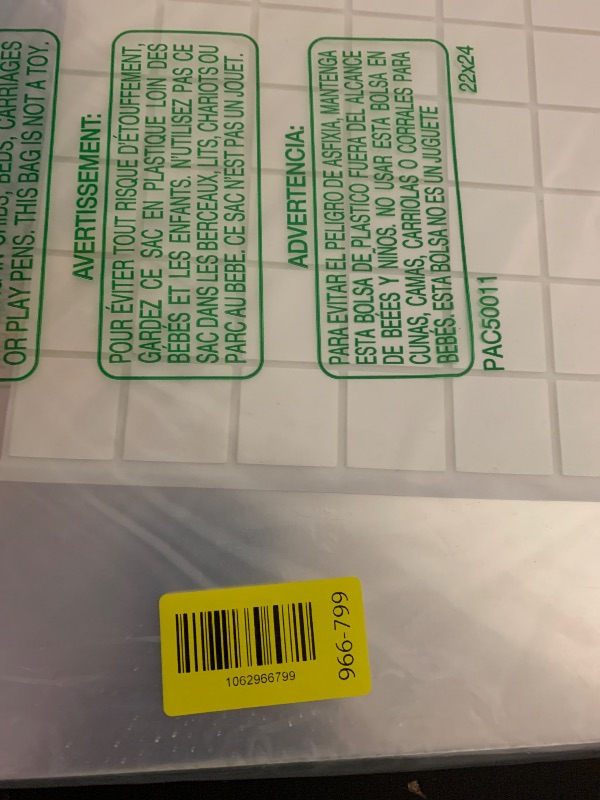 BEDS, CARRIAGES
OR PLAY PENS. THIS BAG IS NOT A TOY.
AVERTISSEMENT:
POUR ÉVITER TOUT RISQUE D'ÉTOUFFEMENT,
GARDEZ CE SAC EN PLASTIQUE LOIN DES
BÉBÉS ET LES ENFANTS. N'UTILISEZ PAS CE
SAC DANS LES BERCEAUX, LITS, CHARIOTS OU
PARC AU BEBE. CE SAC N'EST PAS UN JOUET.
ADVERTENCIA:
PARA EVITAR EL PELIGRO DE ASFIXIA, MANTENGA
ESTA BOLSA DE PLASTICO FUERA DEL ALCANCE
DE BEÉES Y NIÑOS. NO USAR ESTA BOLSA EN
CUNAS, CAMAS, CARRIOLAS O CORRALES PARA
BEBÉS. ESTA BOLSA NO ES UN JUGUETE
PAC50011
22x24
1062966799
966-799